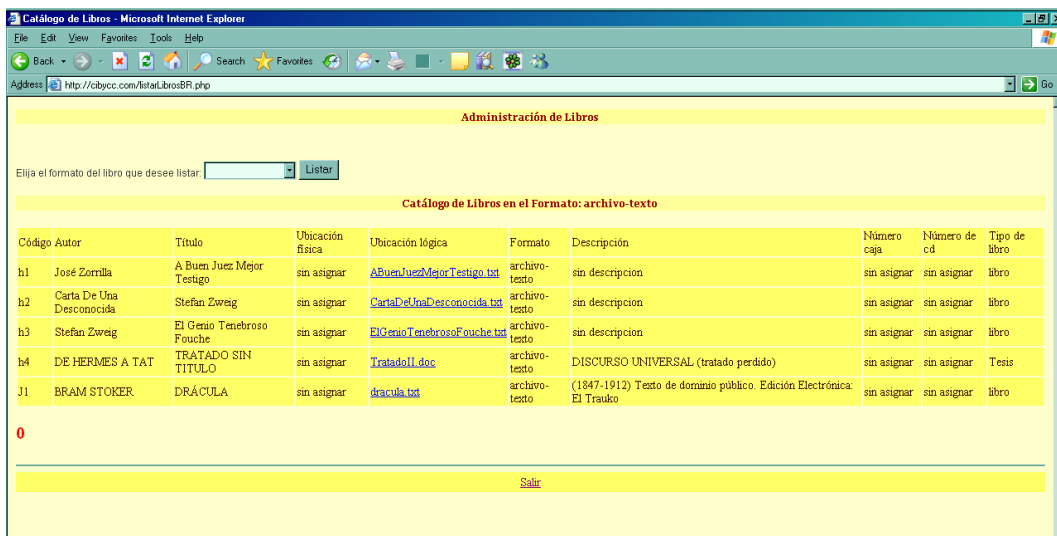 Catálogo de Libros - Microsoft Internet Explorer
File Edit View Favorites Tools Help
Back Search Favorites
Address http://cibycc.com/listarLibrosBR.php Go
Administración de Libros
Elija el formato del libro que desee listar: Listar
Catálogo de Libros en el Formato: archivo-texto
Código Autor Título Ubicación física Ubicación lógica Formato Descripción Número caja Número de cd Tipo de libro
h1 José Zorrilla A Buen Juez Mejor Testigo sin asignar ABuenJuezMejorTestigo.txt archivo-texto sin descripcion sin asignar sin asignar libro
h2 Carta De Una Desconocida Stefan Zweig sin asignar CartaDeUnaDesconocida.txt archivo-texto sin descripcion sin asignar sin asignar libro
h3 Stefan Zweig El Genio Tenebroso Fouche sin asignar ElGenioTenebrosoFouche.txt archivo-texto sin descripcion sin asignar sin asignar libro
h4 DE HERMES A TAT TRATADO SIN TITULO sin asignar TratadoII.doc archivo-texto DISCURSO UNIVERSAL (tratado perdido) sin asignar sin asignar Tesis
J1 BRAM STOKER DRÁCULA sin asignar dracula.txt archivo-texto (1847-1912) Texto de dominio público. Edición Electrónica: El Trauko sin asignar sin asignar libro
0
Salir